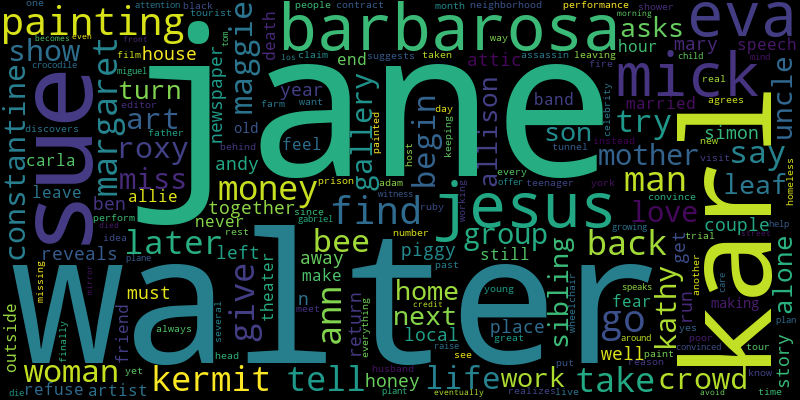 jane
walter
karl
sue
jesus
barbarosa
mick
eva
painting
kermit
money
find
later
take
crowd
life
work
tell
woman
home
next
bee
group
back
go
man
love
mother
say
leaf
son
try
asks
begin
gallery
maggie
margaret
constantine
show
turn
art
roxy
miss
give
ann
sibling
kathy
uncle
alone
story
allison
attic
band
house
newspaper
andy
together
never
left
reveals
ben
leave
carla
allie
must
friend
theater
return
honey
local
place
piggy
still
away
make
end
hour
mary
speech
married
simon
couple
get
run
fear
well
artist
refuse
outside
year
old
feel
death
n
film
father
editor
miguel
crocodile
becomes
even
one
attention
black
tourist
discovers
perform
idea
died
plane
since
gabriel
rest
several
head
always
finally
missing
mirror
yet
die
prison
adam
witness
host
painted
keeping
day
farm
want
los
claim
suggests
people
contract
month
neighborhood
performance
way
taken
assassin
leaving
fire
morning
shower
child
mind
real
agrees
new
visit
york
instead
tunnel
celebrity
every
offer
teenager
working
ruby
number
past
young
wheelchair
everything
credit
meet
see
great
raise
husband
plant
eventually
realizes
live
put
reason
around
speaks
growing
convince
homeless
trial
another
making
yes
poor
convinced
paint
street
care
tour
help
plan
know
time
avoid
behind
tom
front